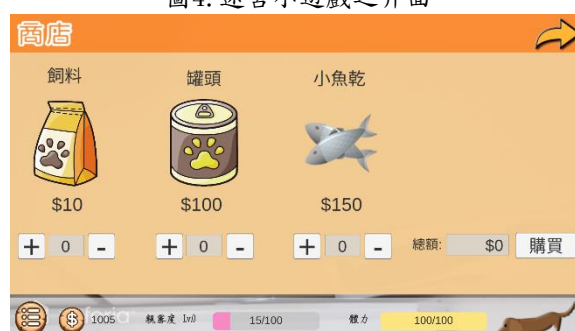 圖4.迷宮小遊戲之介面
商店
飼料 罐頭 小魚乾
$10 $100 $150
+ 0 - + 0 - + 0 - 總額: $0 購買
1005 親密度 lv0 15/100 體力 100/100